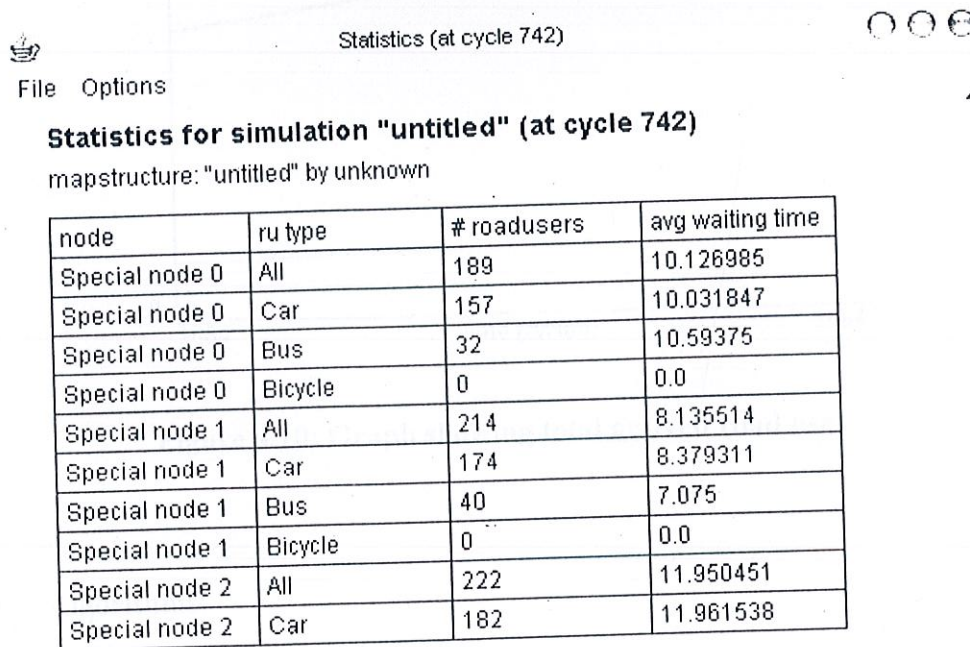 Statistics (at cycle 742)
File Options
Statistics for simulation "untitled" (at cycle 742)
mapstructure: "untitled" by unknown
node ru type # roadusers avg waiting time
Special node 0 All 189 10.126985
Special node 0 Car 157 10.031847
Special node 0 Bus 32 10.59375
Special node 0 Bicycle 0 0.0
Special node 1 All 214 8.135514
Special node 1 Car 174 8.379311
Special node 1 Bus 40 7.075
Special node 1 Bicycle 0 0.0
Special node 2 All 222 11.950451
Special node 2 Car 182 11.961538